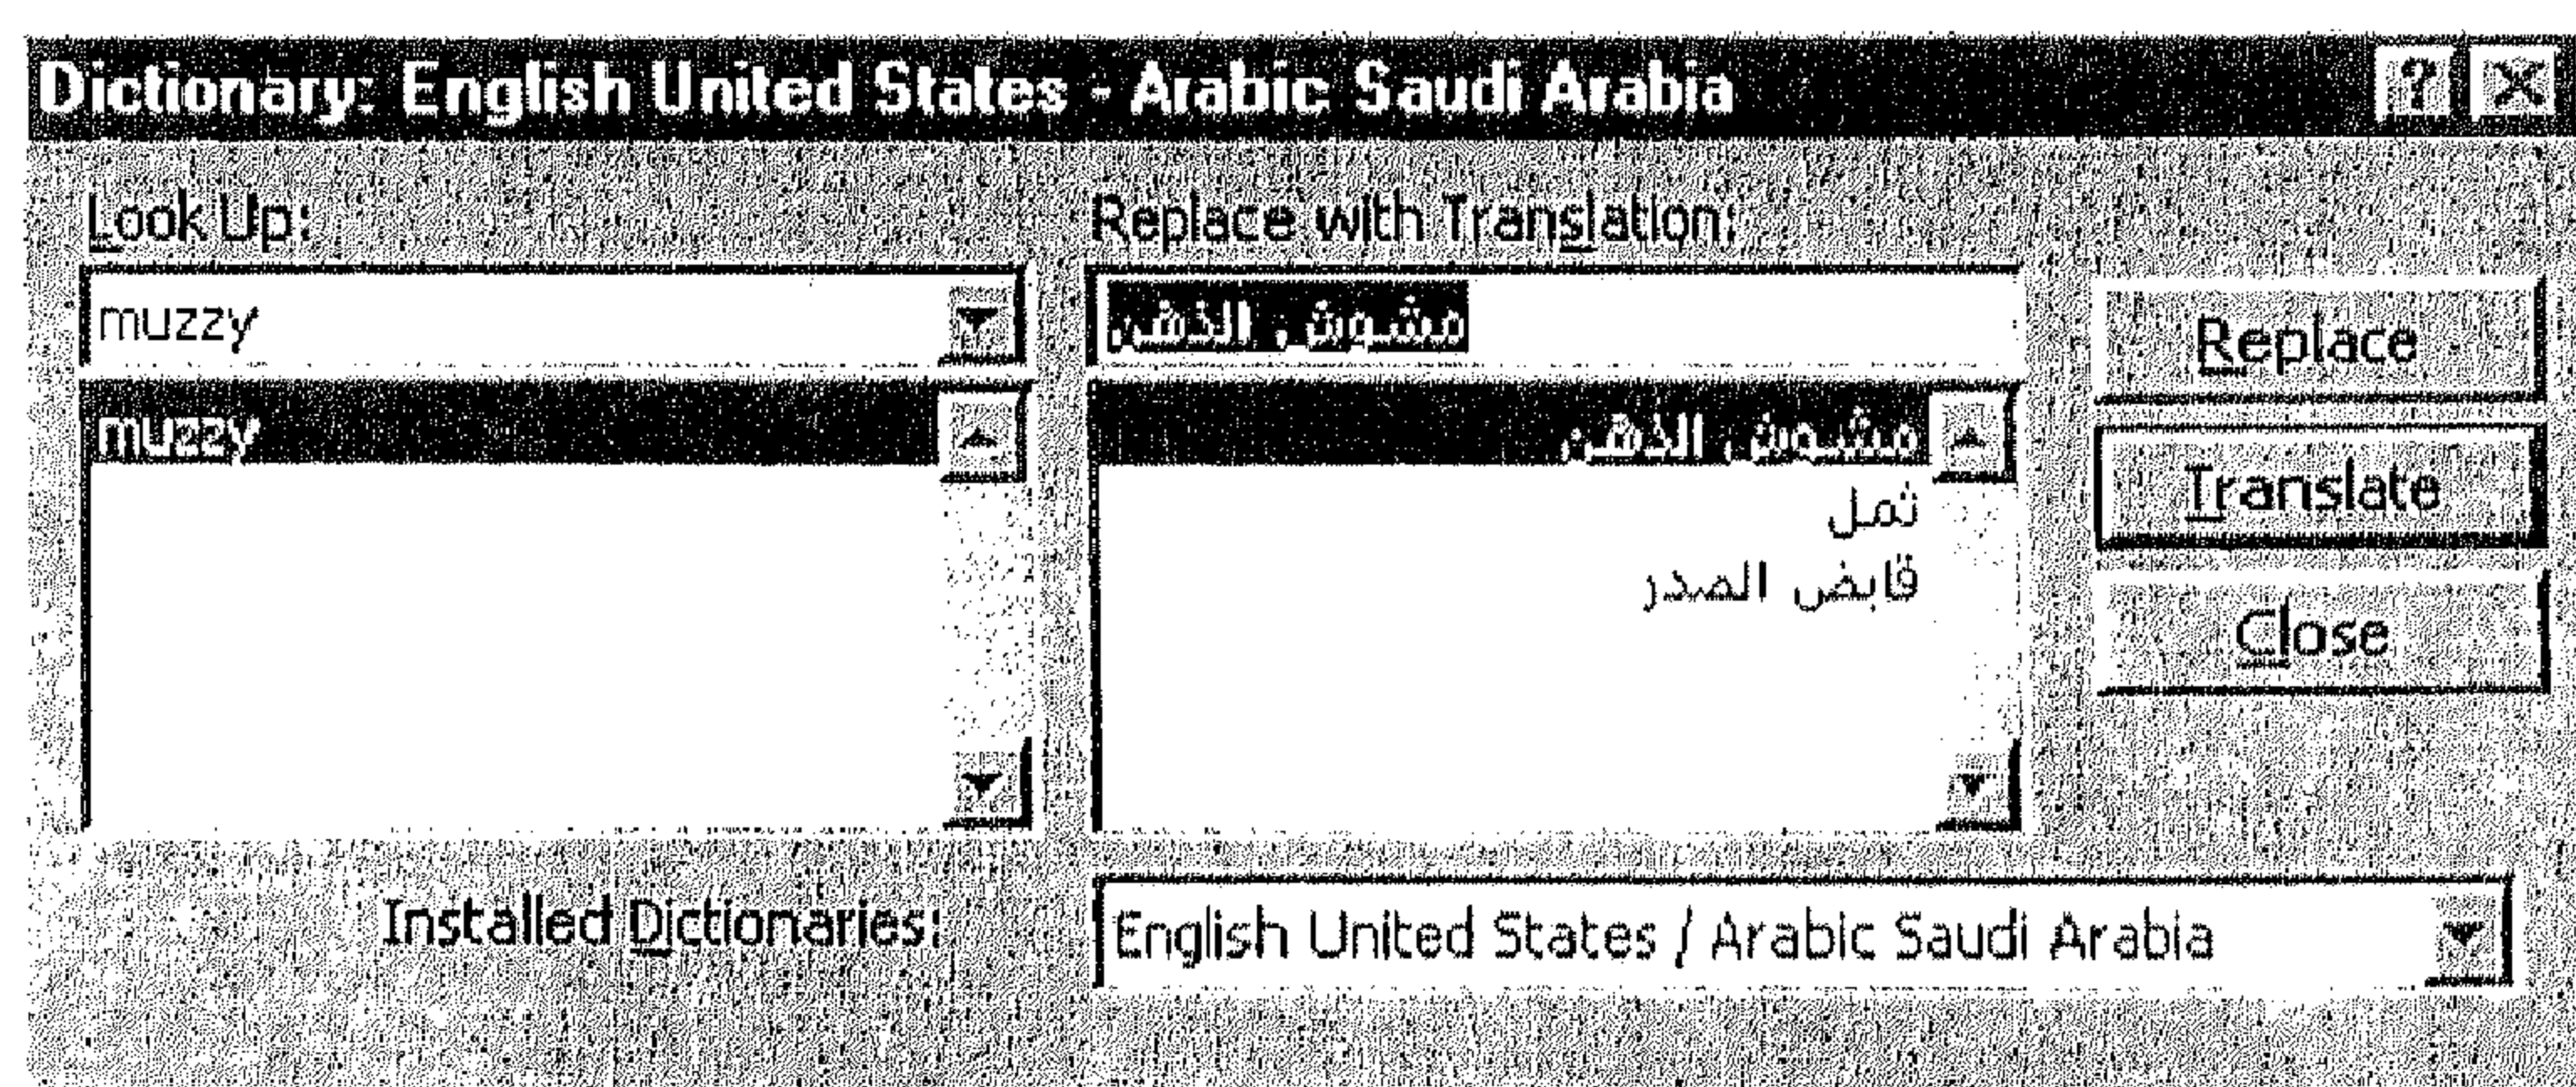 Dictionary: English United States - Arabic Saudi Arabia
Look Up:
Replace with Translation:
muzzy
مشوش الذهن
Replace
muzzy
مشوش الذهن
ثمل
قابض الصدر
Translate
Close
Installed Dictionaries:
English United States / Arabic Saudi Arabia